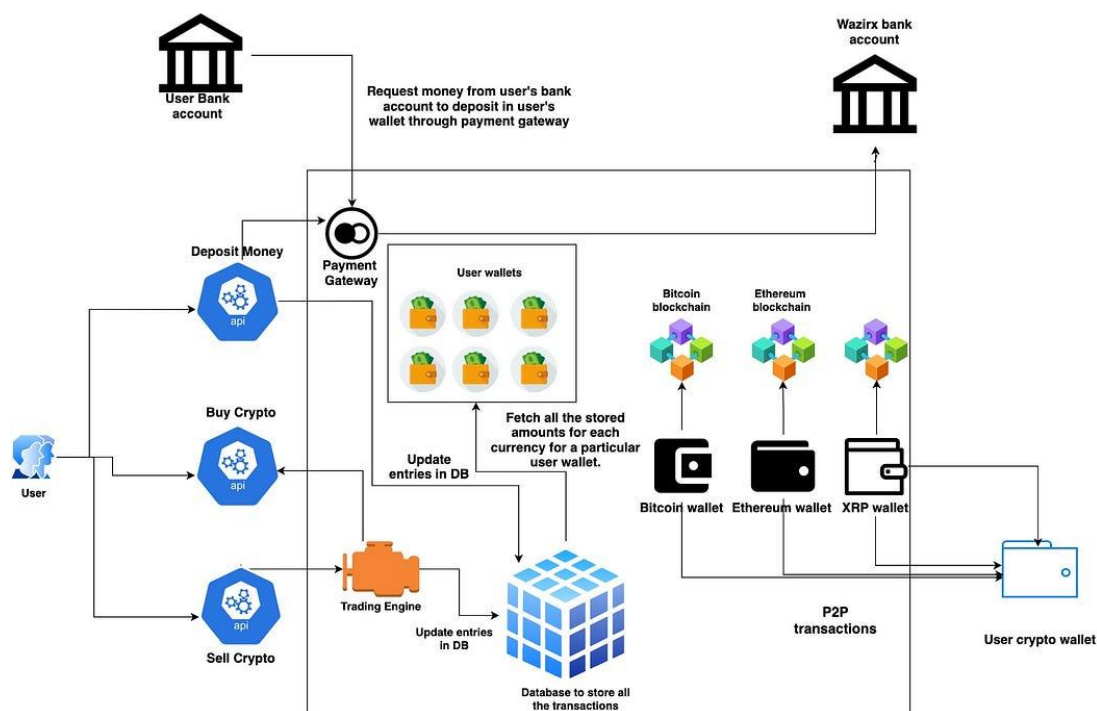 User Bank
account
Wazirx bank
account
Request money from user's bank
account to deposit in user's
wallet through payment gateway
Deposit Money
api
Payment
Gateway
User wallets
Bitcoin
blockchain
Ethereum
blockchain
Buy Crypto
api
Fetch all the stored
amounts for each
currency for a particular
user wallet.
Update
entries in DB
User
Bitcoin wallet
Ethereum wallet
XRP wallet
api
Sell Crypto
Trading Engine
Update entries
in DB
Database to store all
the transactions
P2P
transactions
User crypto wallet